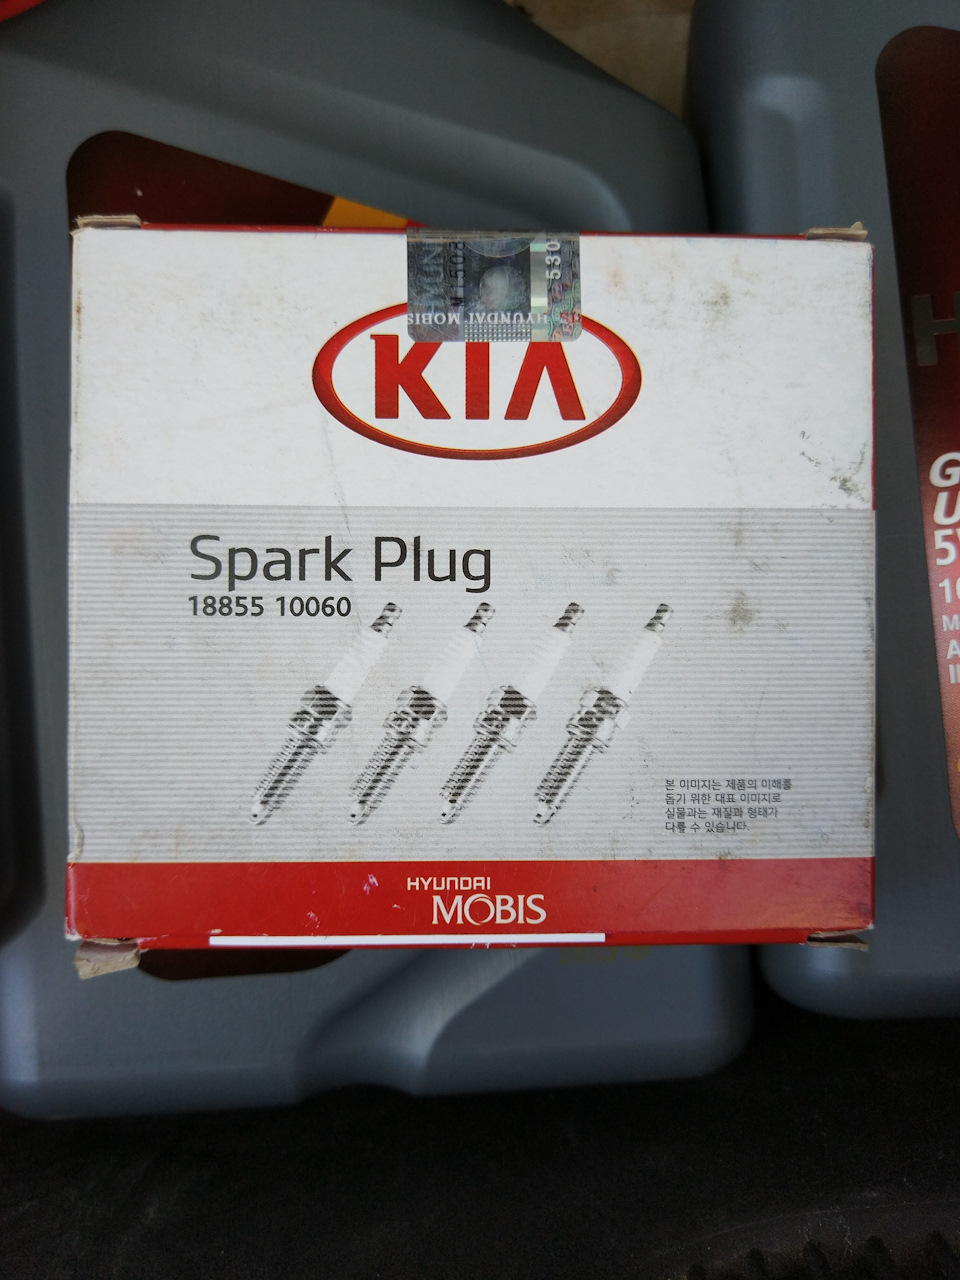 530
HYUNDAI MOBIS
KIA
Spark Plug
18855 10060
본 이미지는 제품의 이해를
돕기 위한 대표 이미지로
실물과는 재질과 형태가
다를 수 있습니다.
HYUNDAI
MOBIS